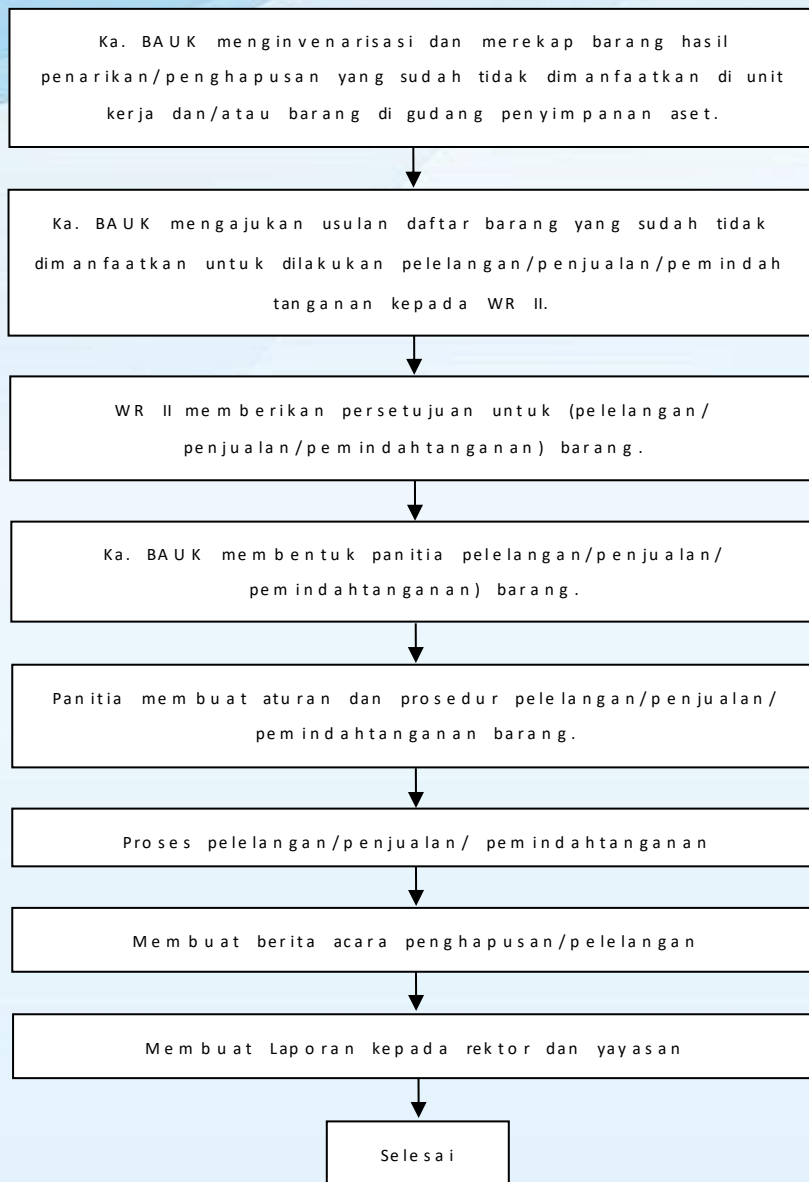 Ka. BAUK menginvenarisasi dan merekap barang hasil
penarikan/penghapusan yang sudah tidak dimanfaatkan di unit
kerja dan/atau barang di gudang penyimpanan aset.
Ka. BAUK mengajukan usulan daftar barang yang sudah tidak
dimanfaatkan untuk dilakukan pelelangan/penjualan/pemindah
tanganan kepada WR II.
WR II memberikan persetujuan untuk (pelelangan/
penjualan/pemindahtanganan) barang.
Ka. BAUK membentuk panitia pelelangan/penjualan/
pemindahtanganan) barang.
Panitia membuat aturan dan prosedur pelelangan/penjualan/
pemindahtanganan barang.
Proses pelelangan/penjualan/ pemindahtanganan
Membuat berita acara penghapusan/pelelangan
Membuat Laporan kepada rektor dan yayasan
Selesai